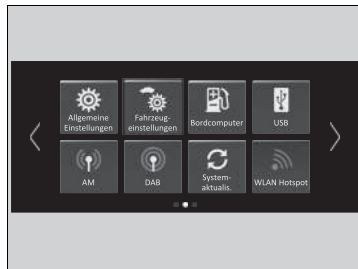 Allgemeine
Einstellungen
Fahrzeug-
einstellungen
Bordcomputer
USB
AM
DAB
System-
aktualis.
WLAN Hotspot